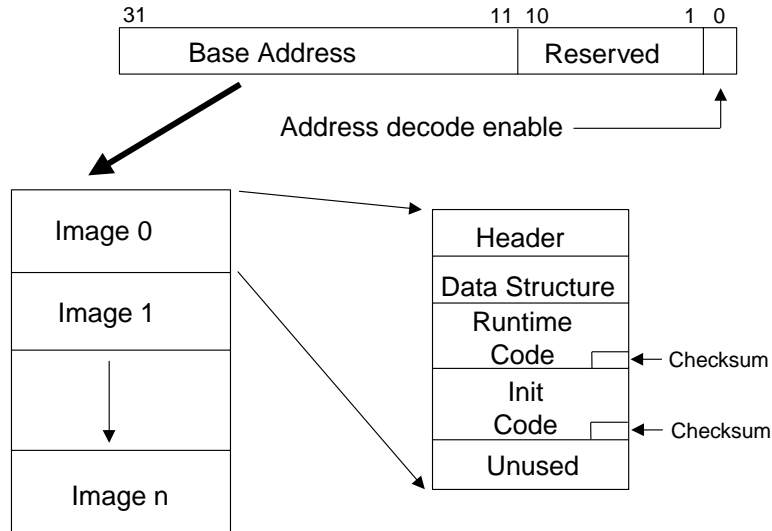 31 11 10 1 0
Base Address Reserved
Address decode enable
Image 0
Image 1
Image n
Header
Data Structure
Runtime
Code
Checksum
Init
Code
Checksum
Unused